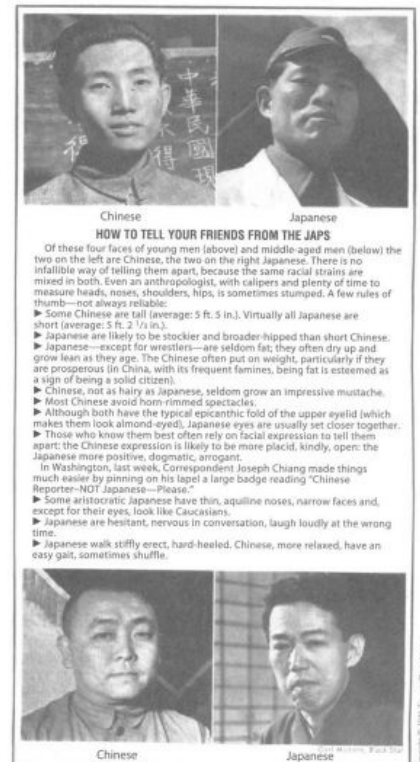 中華民國現
得
得
Chinese
Japanese
HOW TO TELL YOUR FRIENDS FROM THE JAPS
Of these four faces of young men (above) and middle-aged men (below) the
two on the left are Chinese, the two on the right Japanese. There is no
infallible way of telling them apart, because the same racial strains are
mixed in both. Even an anthropologist, with calipers and plenty of time to
measure heads, noses, shoulders, hips, is sometimes stumped. A few rules of
thumb—not always reliable:
► Some Chinese are tall (average: 5 ft. 5 in.). Virtually all Japanese are
short (average: 5 ft. 2 1/2 in.).
► Japanese are likely to be stockier and broader-hipped than short Chinese.
► Japanese—except for wrestlers—are seldom fat; they often dry up and
grow lean as they age. The Chinese often put on weight, particularly if they
are prosperous (in China, with its frequent famines, being fat is esteemed as
a sign of being a solid citizen).
► Chinese, not as hairy as Japanese, seldom grow an impressive mustache.
► Most Chinese avoid horn-rimmed spectacles.
► Although both have the typical epicanthic fold of the upper eyelid (which
makes them look almond-eyed), Japanese eyes are usually set closer together.
► Those who know them best often rely on facial expression to tell them
apart: the Chinese expression is likely to be more placid, kindly, open: the
Japanese more positive, dogmatic, arrogant.
In Washington, last week, Correspondent Joseph Chiang made things
much easier by pinning on his lapel a large badge reading "Chinese
Reporter–NOT Japanese—Please."
► Some aristocratic Japanese have thin, aquiline noses, narrow faces and,
except for their eyes, look like Caucasians.
► Japanese are hesitant, nervous in conversation, laugh loudly at the wrong
time.
► Japanese walk stiffly erect, hard-heeled. Chinese, more relaxed, have an
easy gait, sometimes shuffle.
Chinese
Japanese